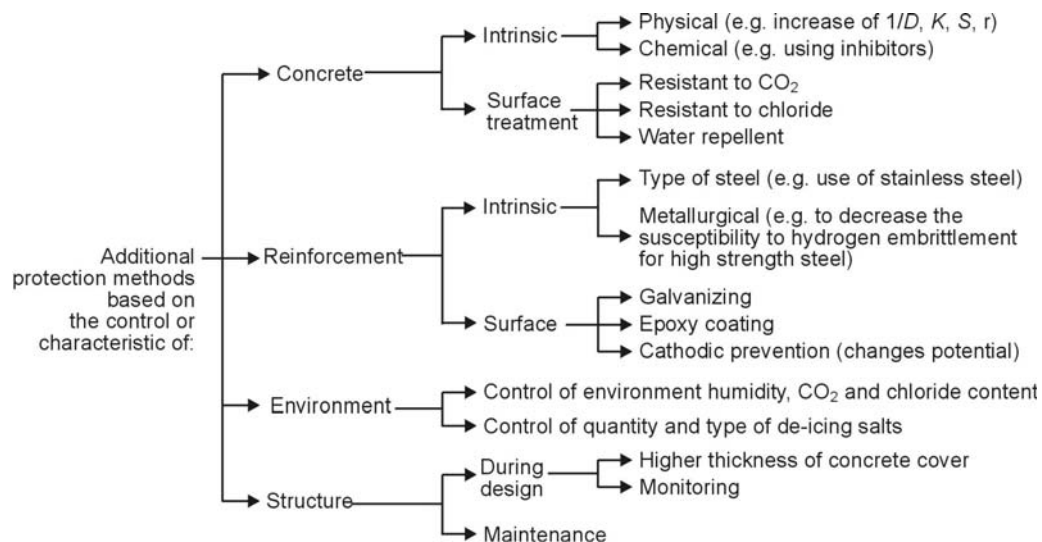 Additional
protection methods
based on
the control or
characteristic of:
Concrete
Intrinsic
Physical (e.g. increase of 1/D, K, S, r)
Chemical (e.g. using inhibitors)
Surface
treatment
Resistant to CO₂
Resistant to chloride
Water repellent
Reinforcement
Intrinsic
Type of steel (e.g. use of stainless steel)
Metallurgical (e.g. to decrease the
susceptibility to hydrogen embrittlement
for high strength steel)
Surface
Galvanizing
Epoxy coating
Cathodic prevention (changes potential)
Environment
Control of environment humidity, CO₂ and chloride content
Control of quantity and type of de-icing salts
Structure
During
design
Higher thickness of concrete cover
Monitoring
Maintenance